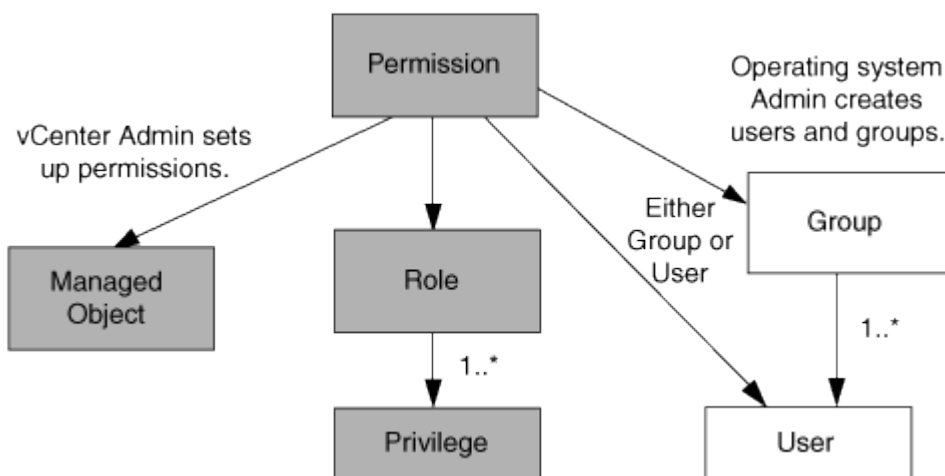 Permission
Operating system
Admin creates
users and groups.
vCenter Admin sets
up permissions.
Either
Group or
User
Group
Managed
Object
Role
1..*
1..*
Privilege
User